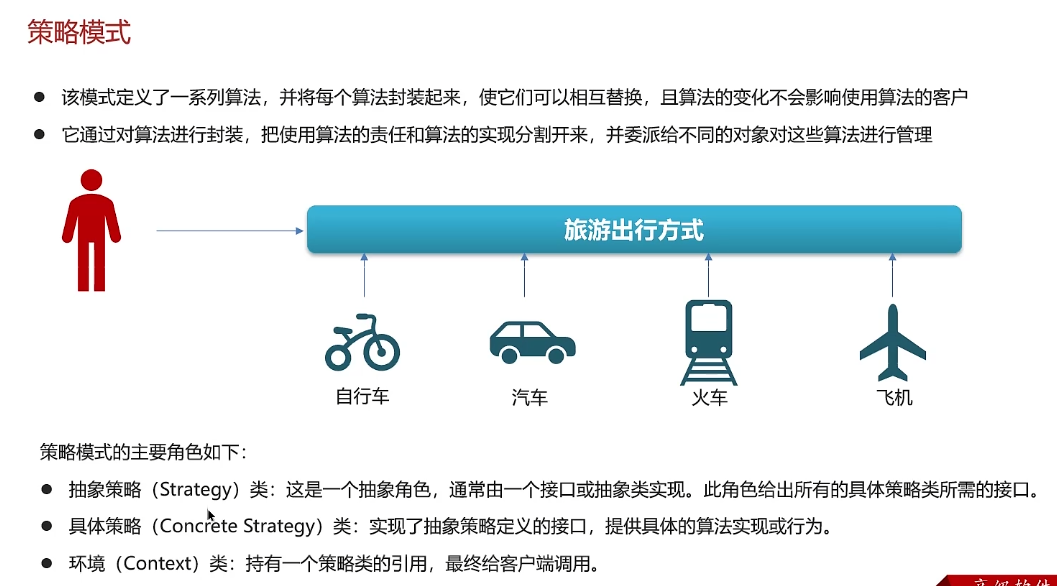 策略模式
● 该模式定义了一系列算法，并将每个算法封装起来，使它们可以相互替换，且算法的变化不会影响使用算法的客户
● 它通过对算法进行封装，把使用算法的责任和算法的实现分割开来，并委派给不同的对象对这些算法进行管理
旅游出行方式
自行车 汽车 火车 飞机
策略模式的主要角色如下：
● 抽象策略（Strategy）类：这是一个抽象角色，通常由一个接口或抽象类实现。此角色给出所有的具体策略类所需的接口。
● 具体策略（Concrete Strategy）类：实现了抽象策略定义的接口，提供具体的算法实现或行为。
● 环境（Context）类：持有一个策略类的引用，最终给客户端调用。